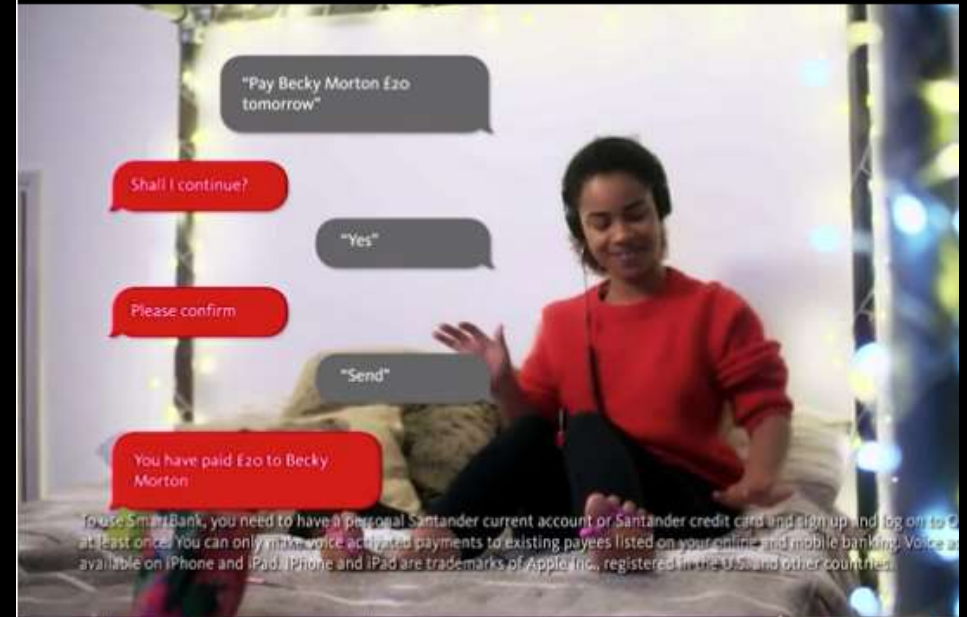 “Pay Becky Morton £20
tomorrow”
Shall I continue?
“Yes”
Please confirm
“Send”
You have paid £20 to Becky
Morton
To use SmartBank, you need to have a personal Santander current account or Santander credit card and sign up and log on to O
at least once. You can only make voice activated payments to existing payees listed on your online and mobile banking. Voice
available on iPhone and iPad. iPhone and iPad are trademarks of Apple Inc., registered in the U.S. and other countries.